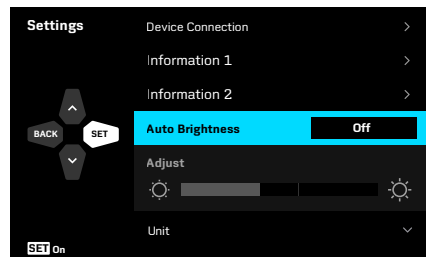 Settings
Device Connection
Information 1
Information 2
BACK
SET
Auto Brightness
Off
Adjust
Unit
SET On